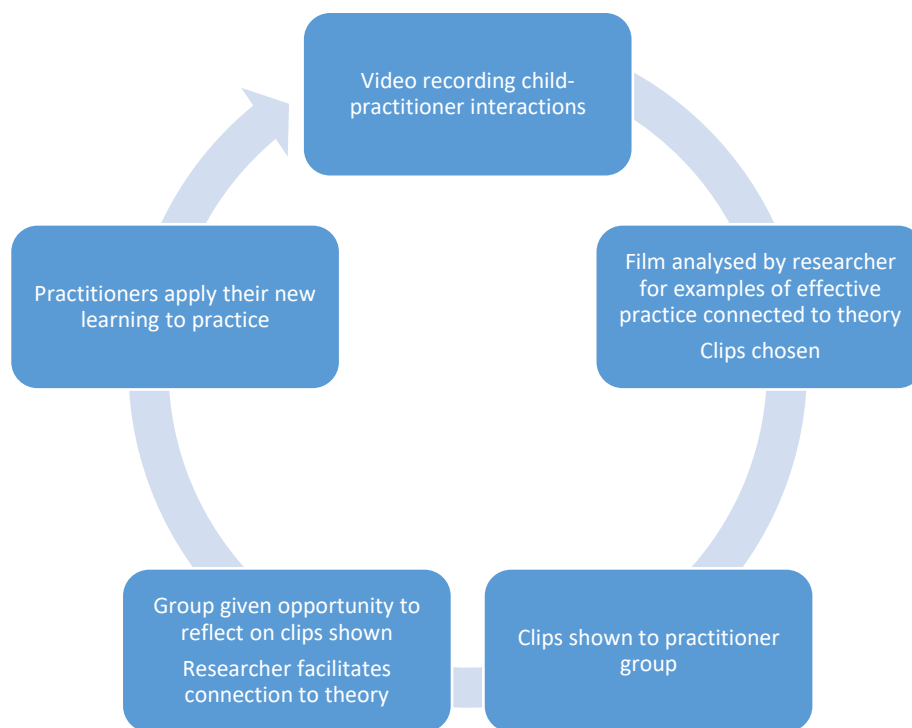 Video recording child-
practitioner interactions
Film analysed by researcher
for examples of effective
practice connected to theory
Clips chosen
Clips shown to practitioner
group
Group given opportunity to
reflect on clips shown
Researcher facilitates
connection to theory
Practitioners apply their new
learning to practice